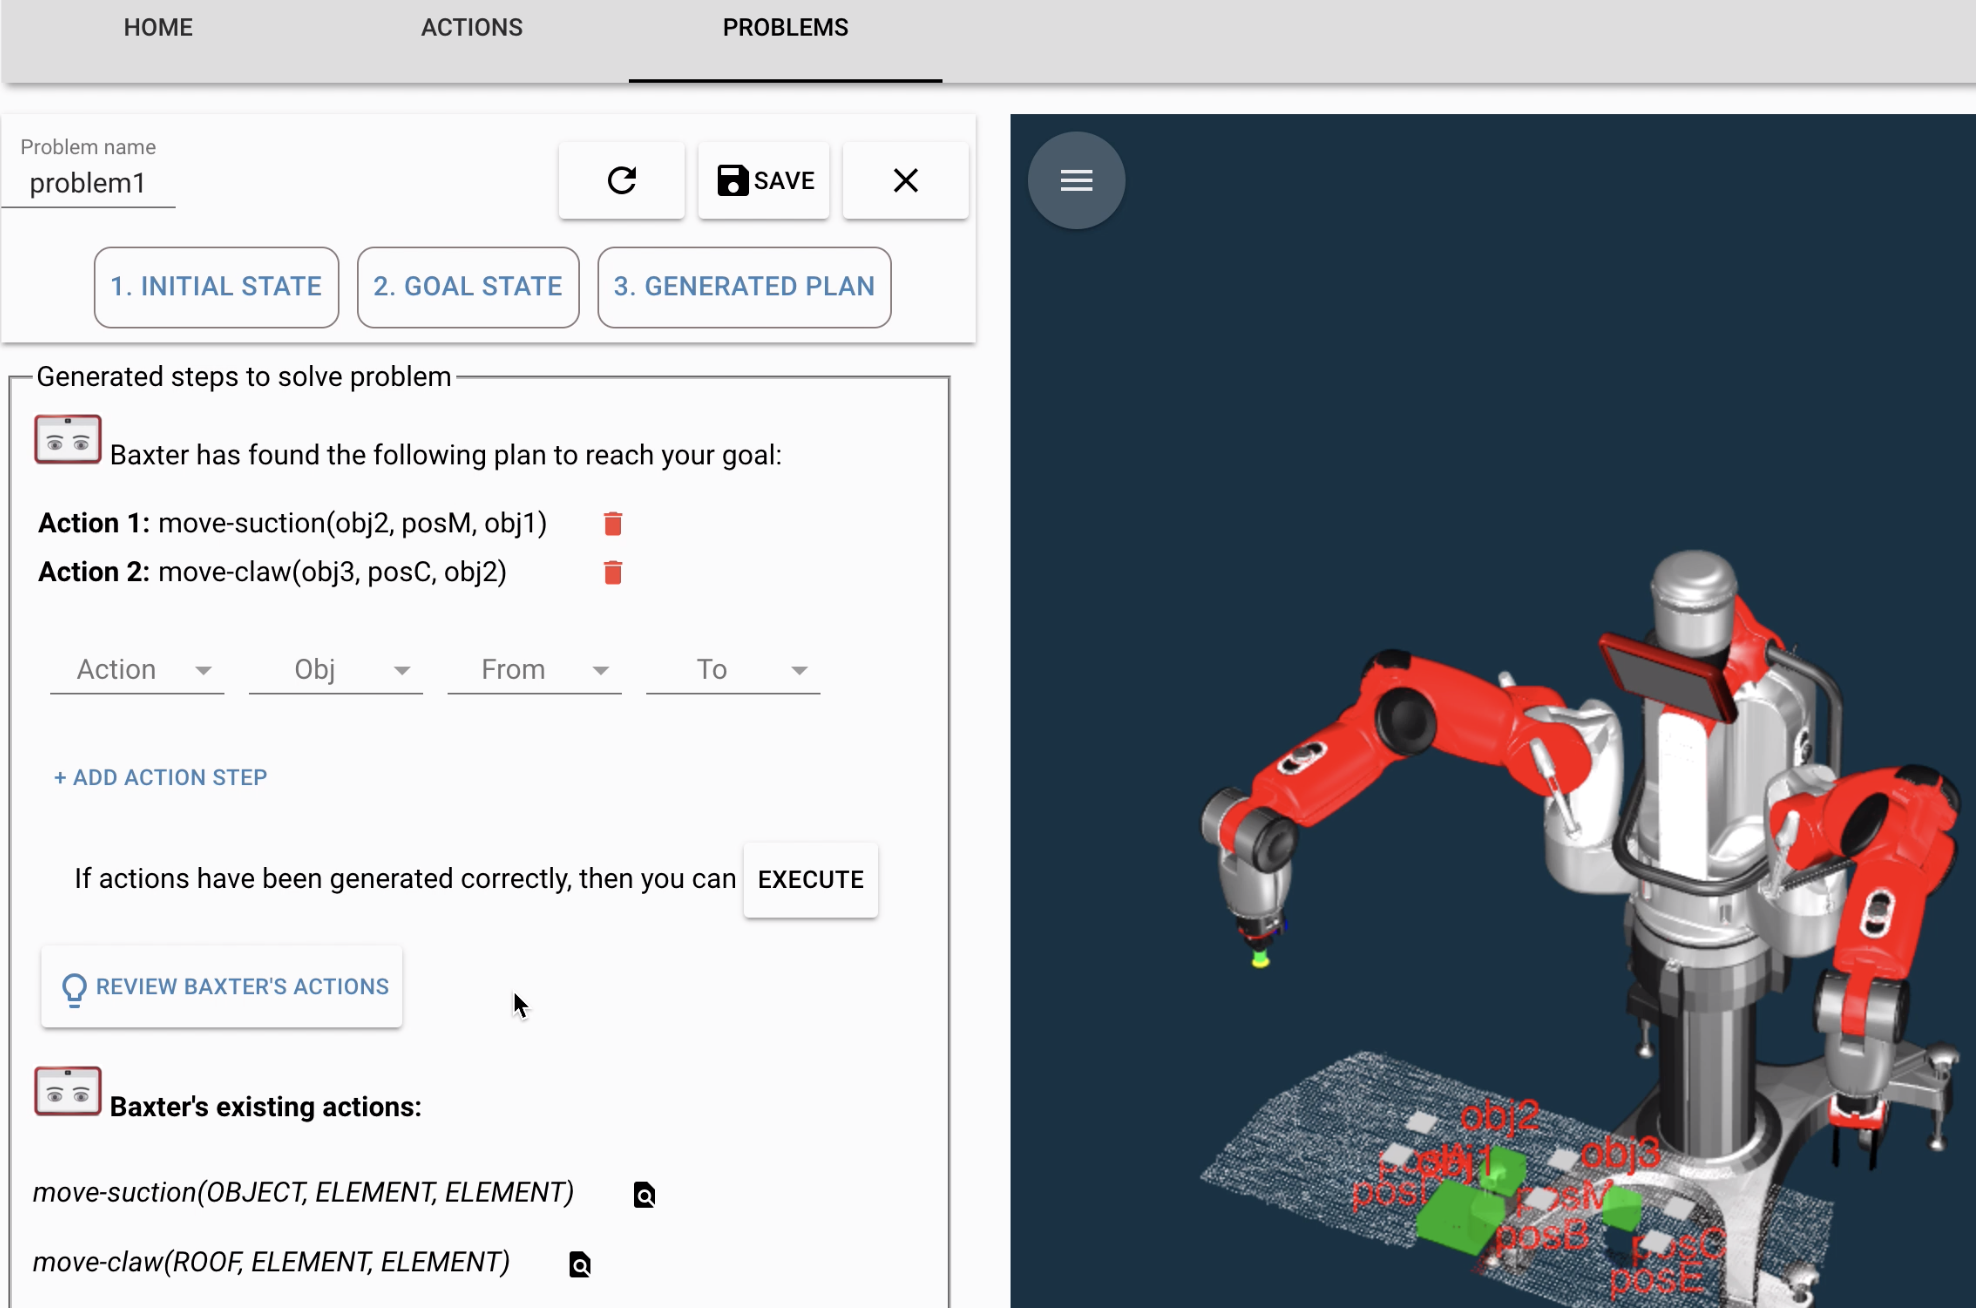 HOME ACTIONS PROBLEMS
Problem name
problem1
SAVE
1. INITIAL STATE 2. GOAL STATE 3. GENERATED PLAN
Generated steps to solve problem
Baxter has found the following plan to reach your goal:
Action 1: move-suction(obj2, posM, obj1)
Action 2: move-claw(obj3, posC, obj2)
Action Obj From To
+ ADD ACTION STEP
If actions have been generated correctly, then you can EXECUTE
REVIEW BAXTER'S ACTIONS
Baxter's existing actions:
move-suction(OBJECT, ELEMENT, ELEMENT)
move-claw(ROOF, ELEMENT, ELEMENT)
obj2
obj3
obj1
posM
posB
posC
posE